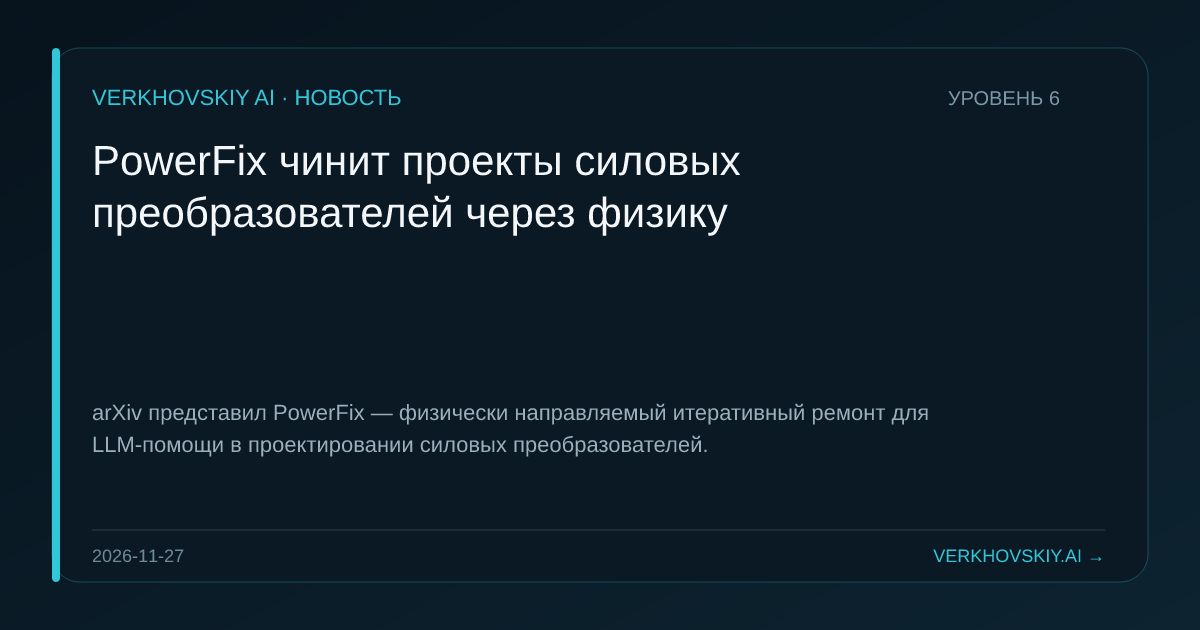 VERKHOVSKIY AI · НОВОСТЬ
УРОВЕНЬ 6
PowerFix чинит проекты силовых
преобразователей через физику
arXiv представил PowerFix — физически направляемый итеративный ремонт для
LLM-помощи в проектировании силовых преобразователей.
2026-11-27
VERKHOVSKIY.AI →